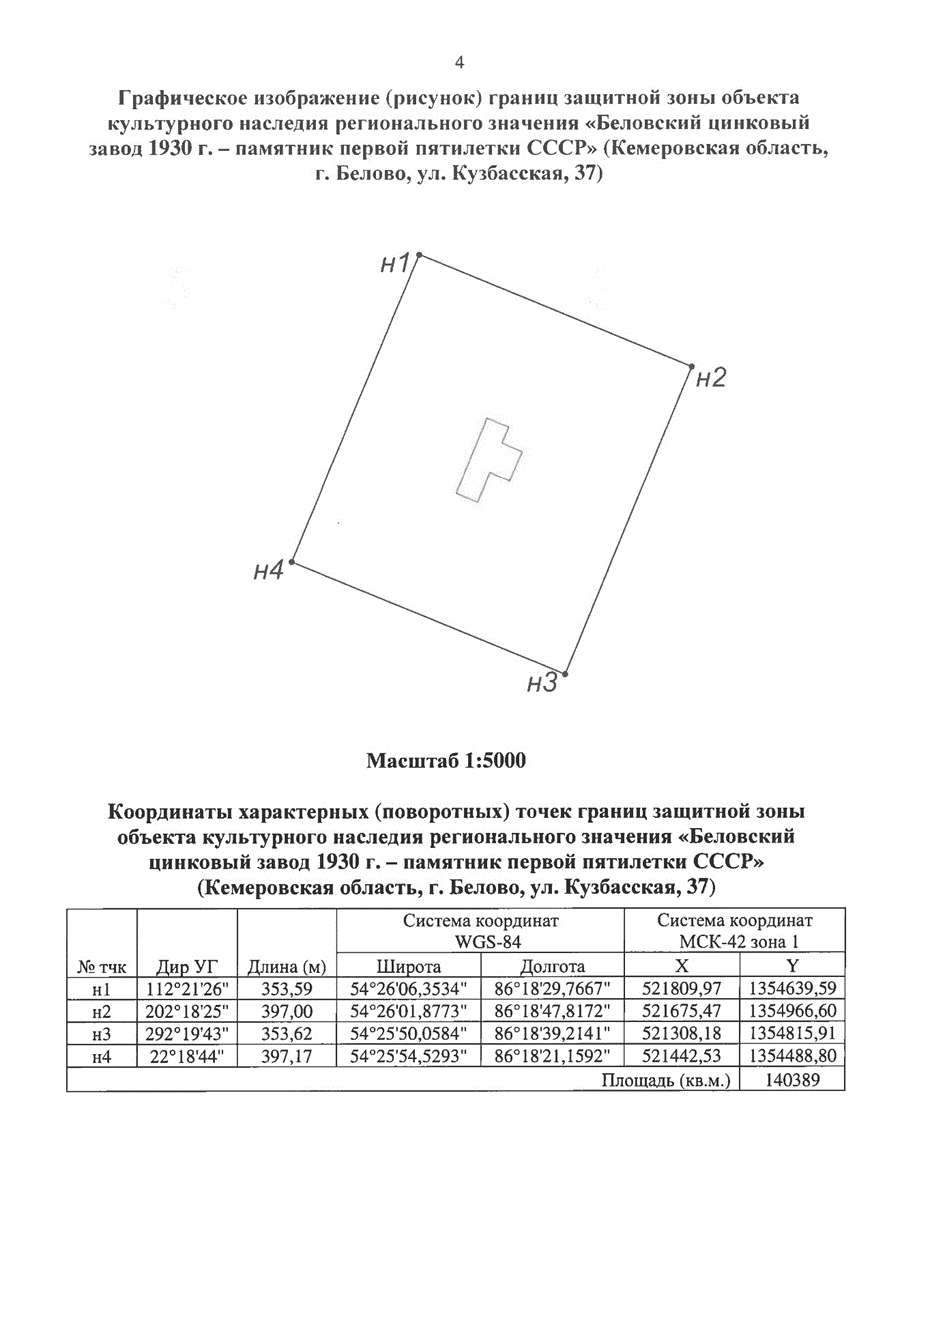 4
Графическое изображение (рисунок) границ защитной зоны объекта
культурного наследия регионального значения «Беловский цинковый
завод 1930 г. – памятник первой пятилетки СССР» (Кемеровская область,
г. Белово, ул. Кузбасская, 37)
н1
н2
н4
н3
Масштаб 1:5000
Координаты характерных (поворотных) точек границ защитной зоны
объекта культурного наследия регионального значения «Беловский
цинковый завод 1930 г. – памятник первой пятилетки СССР»
(Кемеровская область, г. Белово, ул. Кузбасская, 37)
Система координат WGS-84 Система координат МСК-42 зона 1
№ тчк Дир УГ Длина (м) Широта Долгота X Y
н1 112°21'26" 353,59 54°26'06,3534" 86°18'29,7667" 521809,97 1354639,59
н2 202°18'25" 397,00 54°26'01,8773" 86°18'47,8172" 521675,47 1354966,60
н3 292°19'43" 353,62 54°25'50,0584" 86°18'39,2141" 521308,18 1354815,91
н4 22°18'44" 397,17 54°25'54,5293" 86°18'21,1592" 521442,53 1354488,80
Площадь (кв.м.) 140389